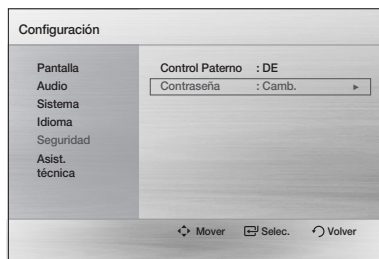 Configuración
Pantalla
Audio
Sistema
Idioma
Seguridad
Asist.
técnica
Control Paterno : DE
Contraseña : Camb. ►
Mover Selec. Volver